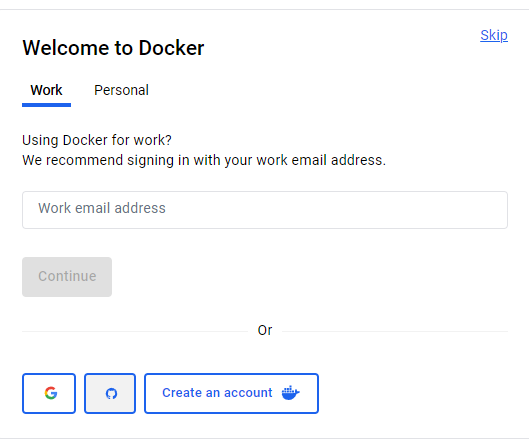 Skip
Welcome to Docker
Work Personal
Using Docker for work?
We recommend signing in with your work email address.
Work email address
Continue
Or
Create an account